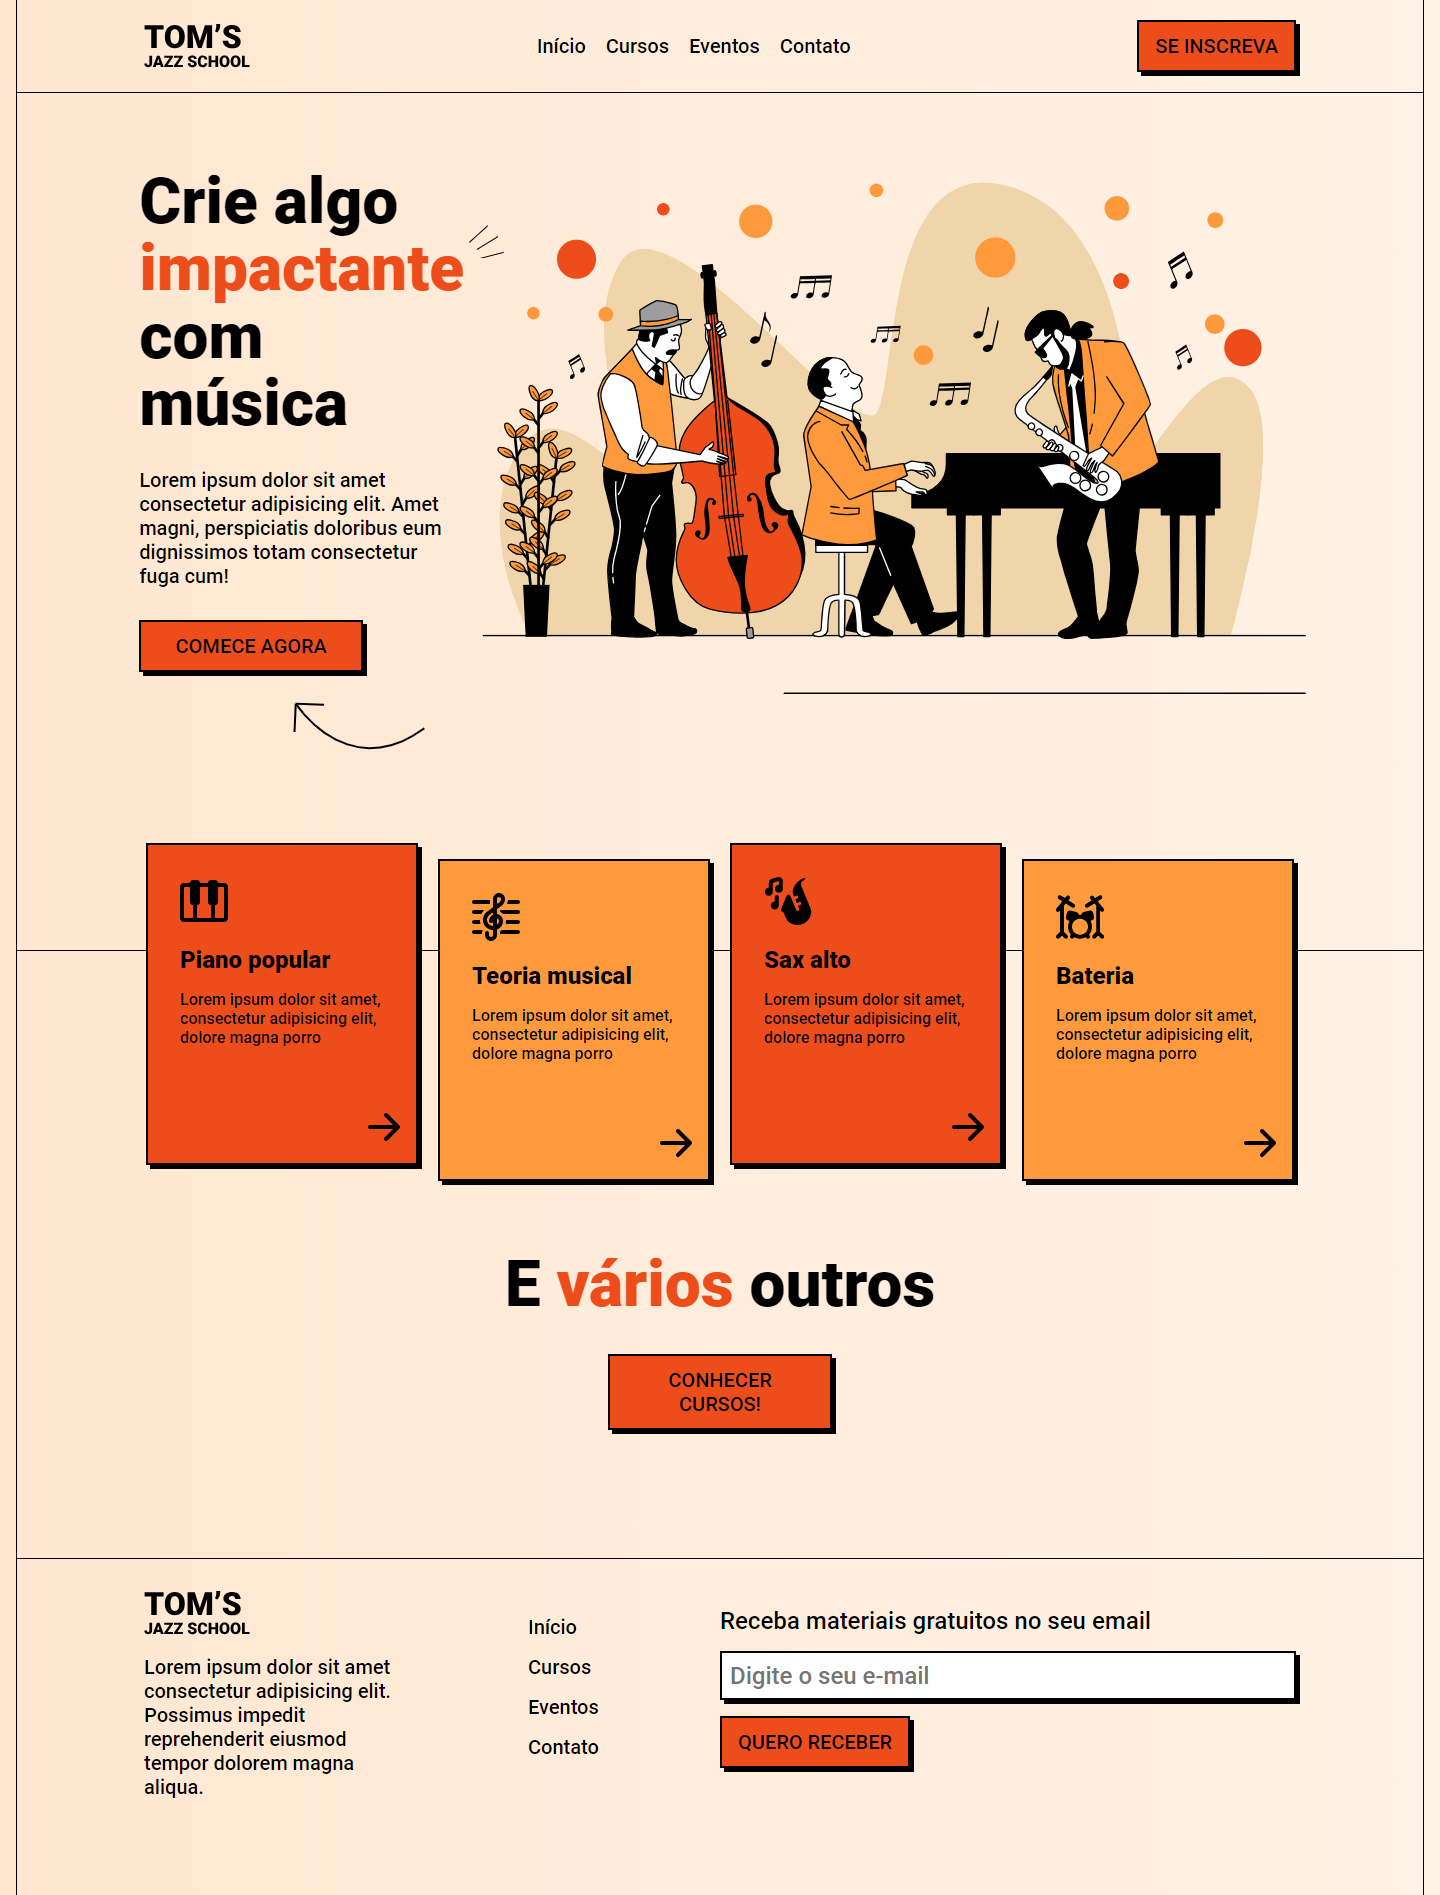 TOM’S
JAZZ SCHOOL
Início Cursos Eventos Contato
SE INSCREVA
Crie algo
impactante
com
música
Lorem ipsum dolor sit amet
consectetur adipisicing elit. Amet
magni, perspiciatis doloribus eum
dignissimos totam consectetur
fuga cum!
COMECE AGORA
Piano popular
Lorem ipsum dolor sit amet,
consectetur adipisicing elit,
dolore magna porro
Teoria musical
Lorem ipsum dolor sit amet,
consectetur adipisicing elit,
dolore magna porro
Sax alto
Lorem ipsum dolor sit amet,
consectetur adipisicing elit,
dolore magna porro
Bateria
Lorem ipsum dolor sit amet,
consectetur adipisicing elit,
dolore magna porro
E vários outros
CONHECER
CURSOS!
TOM’S
JAZZ SCHOOL
Lorem ipsum dolor sit amet
consectetur adipisicing elit.
Possimus impedit
reprehenderit eiusmod
tempor dolorem magna
aliqua.
Início
Cursos
Eventos
Contato
Receba materiais gratuitos no seu email
Digite o seu e-mail
QUERO RECEBER